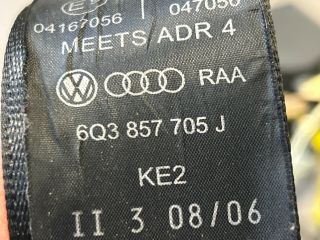 04167056 047050
MEETS ADR 4
RAA
6Q3 857 705 J
KE2
II 3 08/06